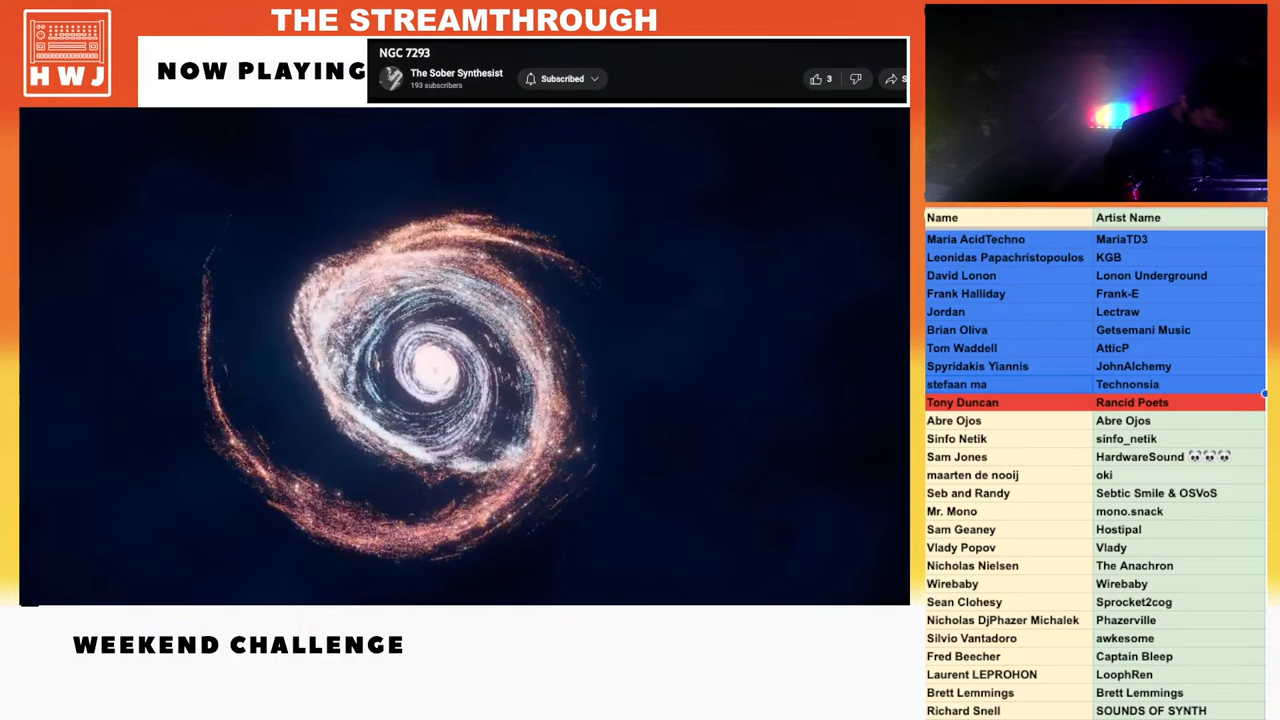 THE STREAMTHROUGH
HWJ
NOW PLAYING
NGC 7293
The Sober Synthesist
193 subscribers
Subscribed
3
S
Name Artist Name
Maria AcidTechno MariaTD3
Leonidas Papachristopoulos KGB
David Lonon Lonon Underground
Frank Halliday Frank-E
Jordan Lectraw
Brian Oliva Getsemani Music
Tom Waddell AtticP
Spyridakis Yiannis JohnAlchemy
stefaan ma Technonsia
Tony Duncan Rancid Poets
Abre Ojos Abre Ojos
Sinfo Netik sinfo_netik
Sam Jones HardwareSound 🐼🐼🐼
maarten de nooij oki
Seb and Randy Sebtic Smile & OSVoS
Mr. Mono mono.snack
Sam Geaney Hostipal
Vlady Popov Vlady
Nicholas Nielsen The Anachron
Wirebaby Wirebaby
Sean Clohesy Sprocket2cog
Nicholas DjPhazer Michalek Phazerville
Silvio Vantadoro awkesome
Fred Beecher Captain Bleep
Laurent LEPROHON LoophRen
Brett Lemmings Brett Lemmings
Richard Snell SOUNDS OF SYNTH
WEEKEND CHALLENGE